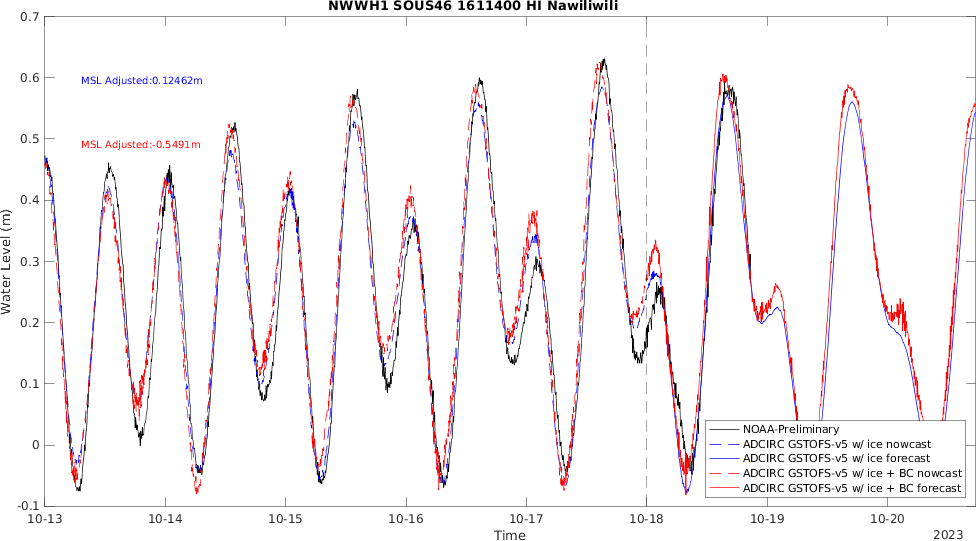 NWWH1 SOUS46 1611400 HI Nawiliwili
0.7
0.6
0.5
0.4
0.3
0.2
0.1
0
-0.1
Water Level (m)
MSL Adjusted:0.12462m
MSL Adjusted:-0.5491m
NOAA-Preliminary
ADCIRC GSTOFS-v5 w/ ice nowcast
ADCIRC GSTOFS-v5 w/ ice forecast
ADCIRC GSTOFS-v5 w/ ice + BC nowcast
ADCIRC GSTOFS-v5 w/ ice + BC forecast
10-13 10-14 10-15 10-16 10-17 10-18 10-19 10-20
Time
2023